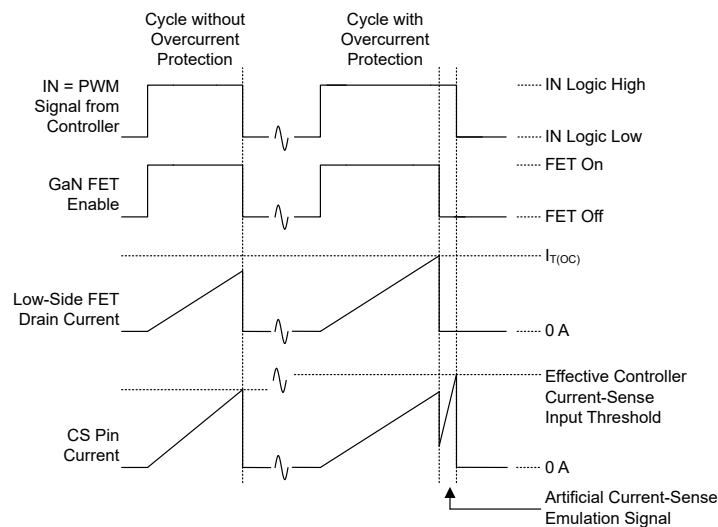 Cycle without
Overcurrent
Protection
Cycle with
Overcurrent
Protection
IN = PWM
Signal from
Controller
IN Logic High
IN Logic Low
GaN FET
Enable
FET On
FET Off
Low-Side FET
Drain Current
IT(OC)
0 A
CS Pin
Current
Effective Controller
Current-Sense
Input Threshold
0 A
Artificial Current-Sense
Emulation Signal